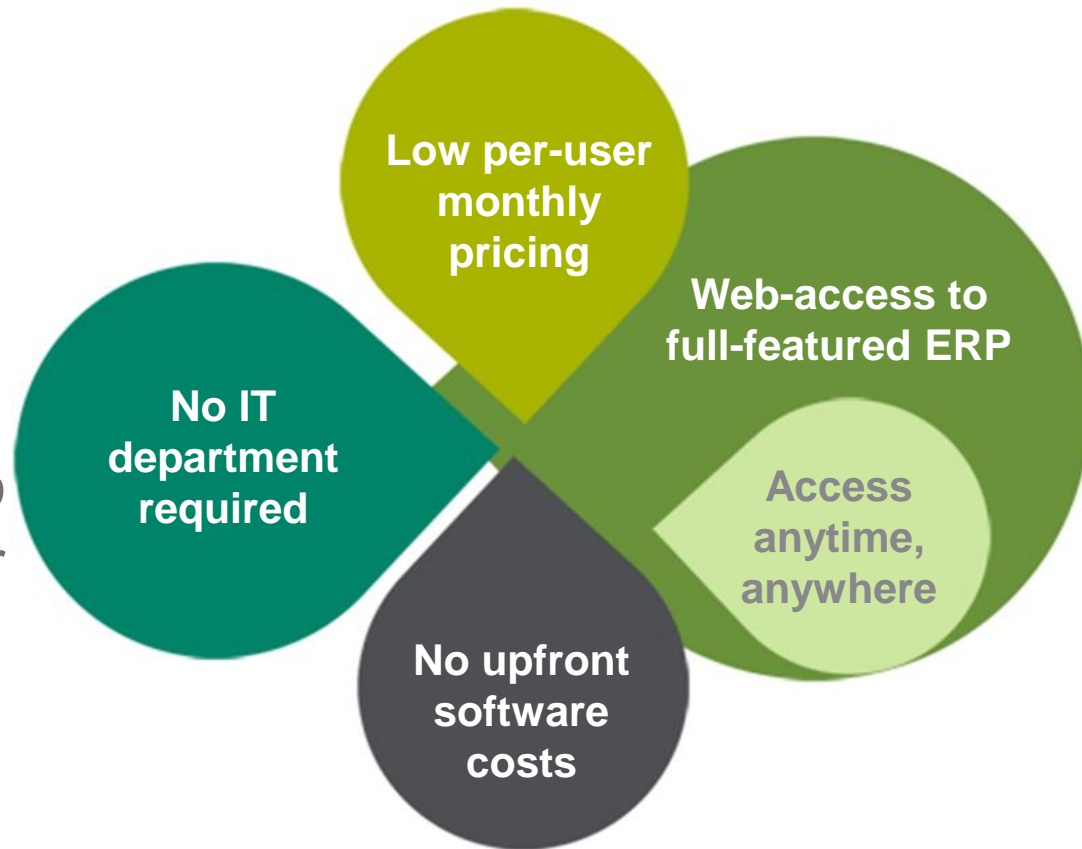 Low per-user
monthly
pricing
Web-access to
full-featured ERP
No IT
department
required
Access
anytime,
anywhere
No upfront
software
costs